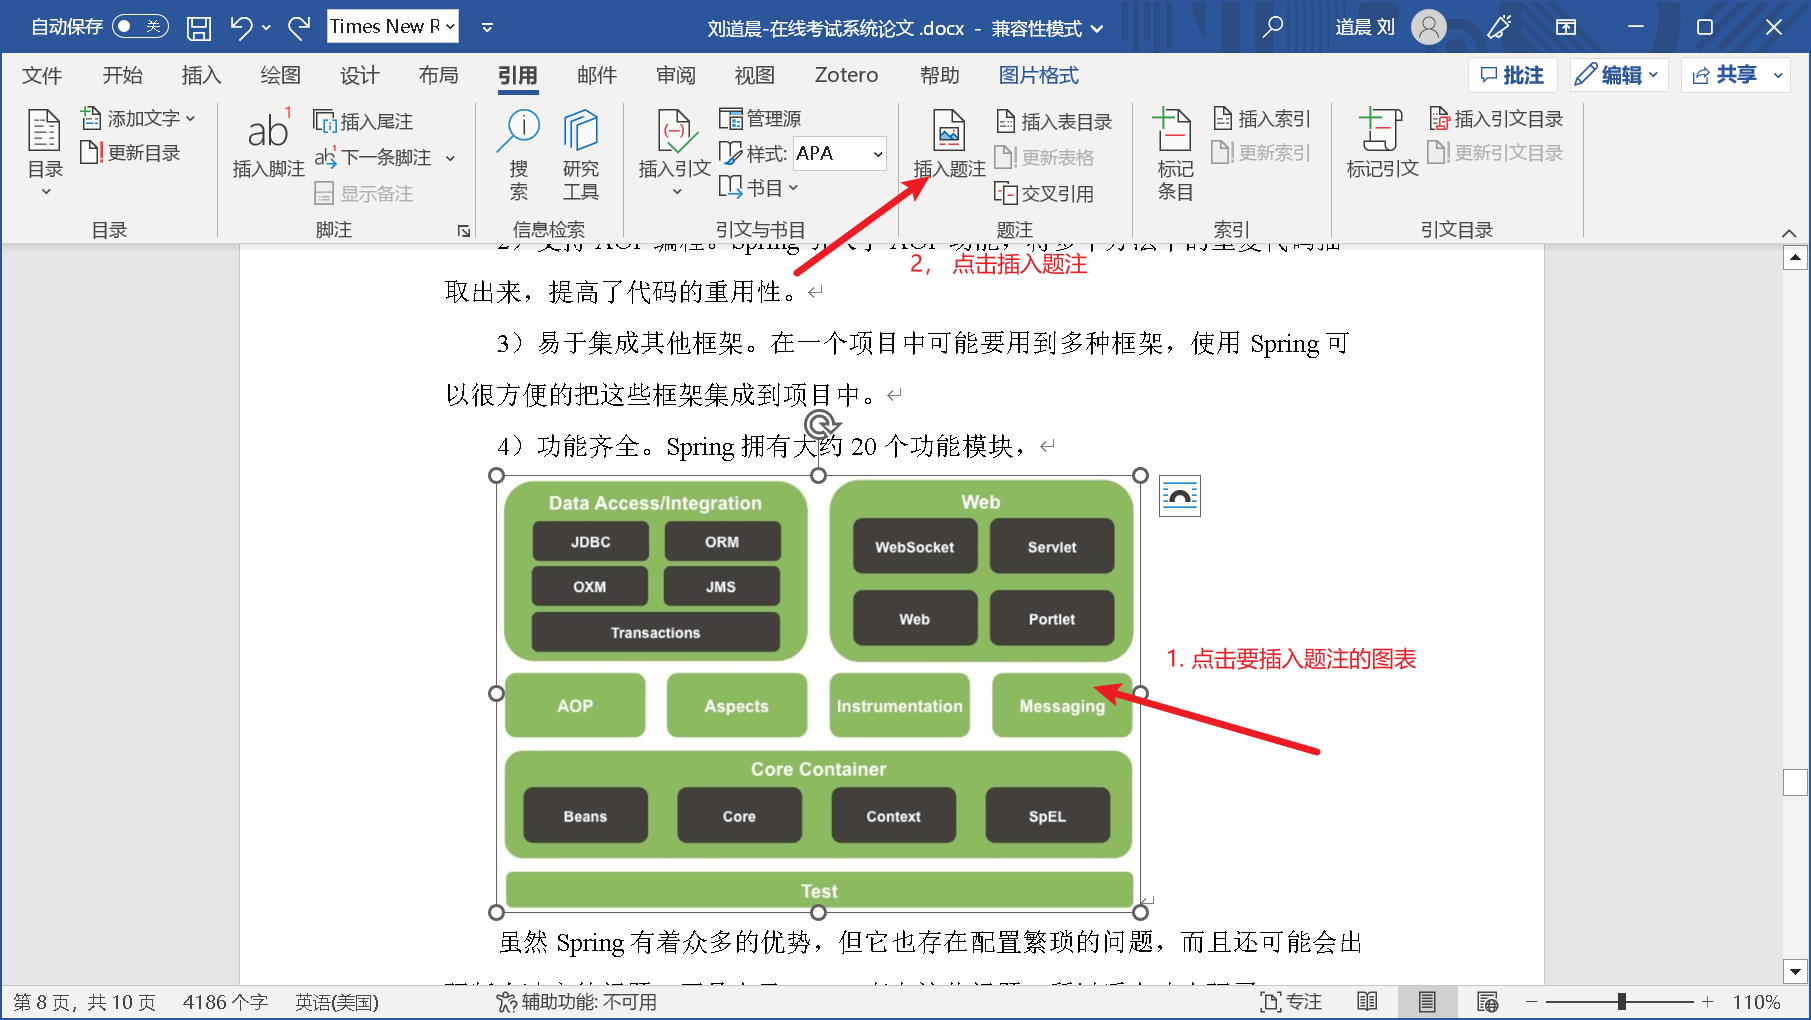 自动保存 关 Times New R 刘道晨-在线考试系统论文 .docx - 兼容性模式 道晨 刘
文件 开始 插入 绘图 设计 布局 引用 邮件 审阅 视图 Zotero 帮助 图片格式 批注 编辑 共享
目录
添加文字
更新目录
目录
ab1
插入脚注
插入尾注
下一条脚注
显示备注
脚注
搜索
研究工具
信息检索
插入引文
管理源
样式: APA
书目
引文与书目
插入题注
插入表目录
更新表格
交叉引用
题注
标记条目
插入索引
更新索引
索引
标记引文
插入引文目录
更新引文目录
引文目录
2， 点击插入题注
取出来，提高了代码的重用性。
3）易于集成其他框架。在一个项目中可能要用到多种框架，使用 Spring 可
以很方便的把这些框架集成到项目中。
4）功能齐全。Spring 拥有大约 20 个功能模块，
Data Access/Integration
JDBC ORM
OXM JMS
Transactions
Web
WebSocket Servlet
Web Portlet
1. 点击要插入题注的图表
AOP Aspects Instrumentation Messaging
Core Container
Beans Core Context SpEL
Test
虽然 Spring 有着众多的优势，但它也存在配置繁琐的问题，而且还可能会出
第 8 页，共 10 页 4186 个字 英语(美国) 辅助功能: 不可用 专注 110%